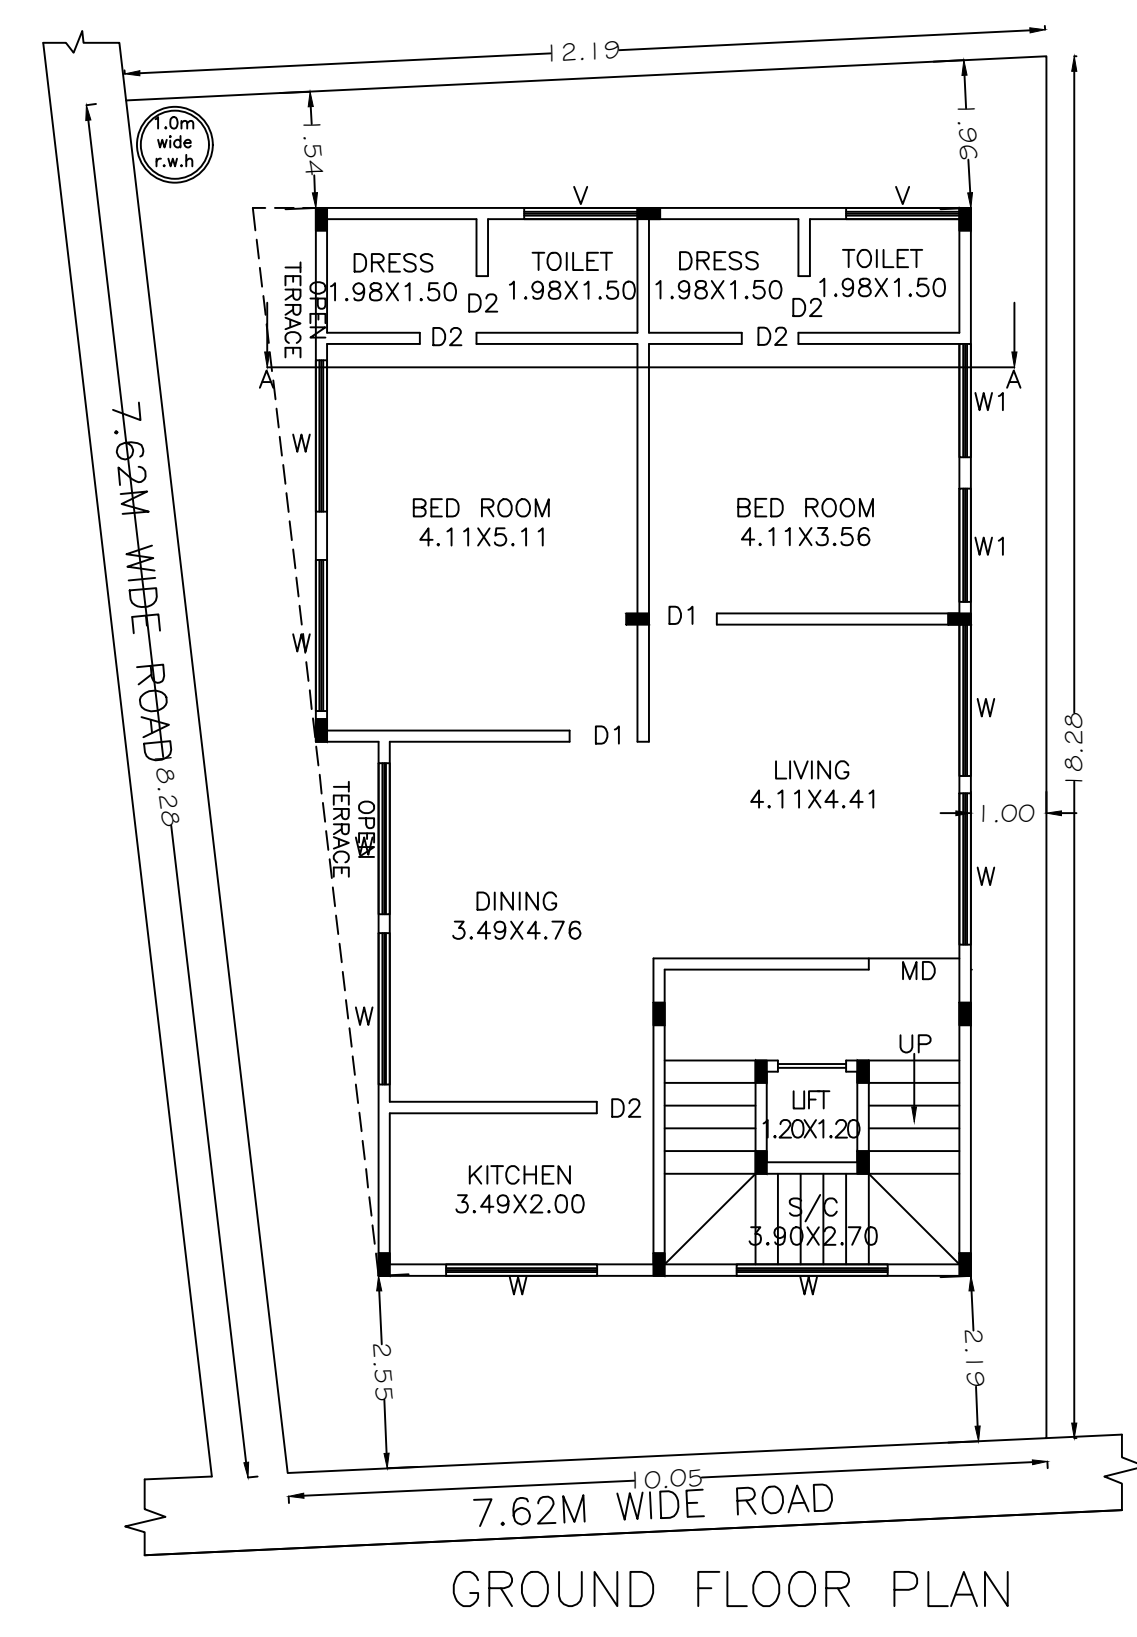 12.19
1.0m
wide
r.w.h
1.54
1.96
V
V
OPEN
TERRACE
DRESS
1.98X1.50
TOILET
1.98X1.50
DRESS
1.98X1.50
TOILET
1.98X1.50
D2
D2
D2
D2
A
A
W1
W
7.62M WIDE ROAD
BED ROOM
4.11X5.11
BED ROOM
4.11X3.56
W1
D1
W
W
D1
18.28
18.28
LIVING
4.11X4.41
OPEN
TERRACE
1.00
W
W
DINING
3.49X4.76
MD
W
UP
LIFT
1.20X1.20
D2
KITCHEN
3.49X2.00
S/C
3.90X2.70
W
W
2.55
2.19
10.05
7.62M WIDE ROAD
GROUND FLOOR PLAN